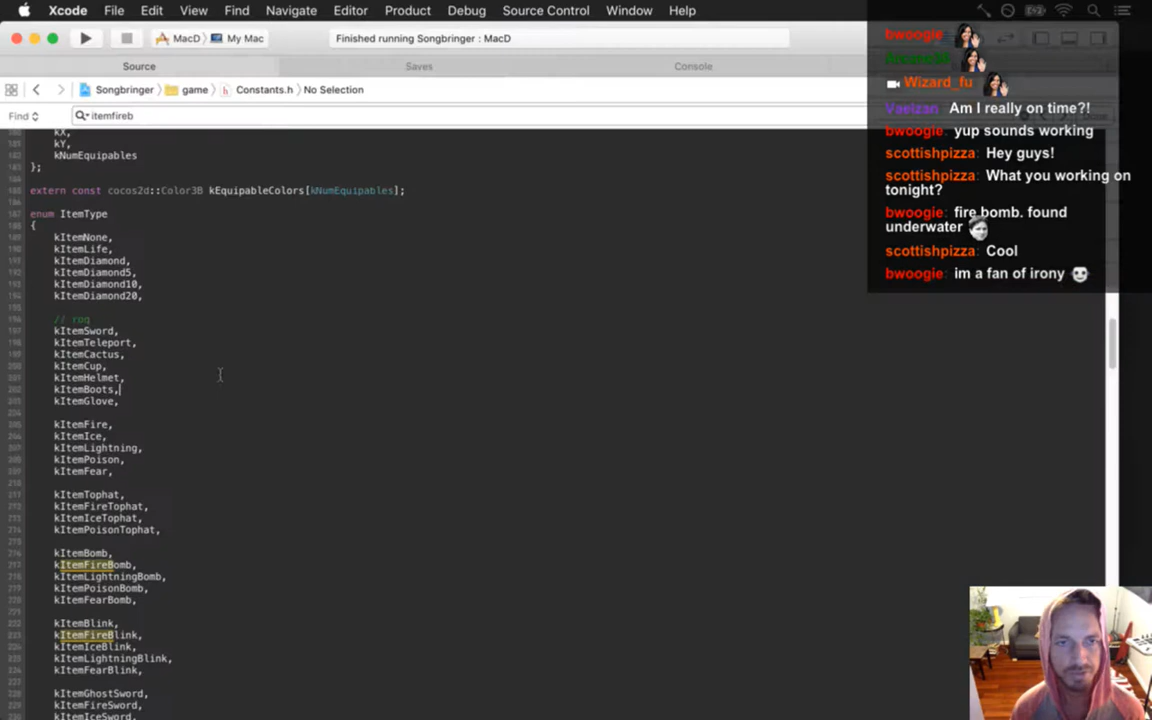 Xcode File Edit View Find Navigate Editor Product Debug Source Control Window Help
MacD My Mac
Finished running Songbringer : MacD
Source Saves Console
Songbringer game Constants.h No Selection
Find itemfireb
kX,
kY,
kNumEquipables
};
extern const cocos2d::Color3B kEquipableColors[kNumEquipables];
enum ItemType
{
kItemNone,
kItemLife,
kItemDiamond,
kItemDiamond5,
kItemDiamond10,
kItemDiamond20,
// rpg
kItemSword,
kItemTeleport,
kItemCactus,
kItemCup,
kItemHelmet,
kItemBoots,
kItemGlove,
kItemFire,
kItemIce,
kItemLightning,
kItemPoison,
kItemFear,
kItemTophat,
kItemFireTophat,
kItemIceTophat,
kItemPoisonTophat,
kItemBomb,
kItemFireBomb,
kItemLightningBomb,
kItemPoisonBomb,
kItemFearBomb,
kItemBlink,
kItemFireBlink,
kItemIceBlink,
kItemLightningBlink,
kItemFearBlink,
kItemGhostSword,
kItemFireSword,
kItemIceSword,
bwoogie
Wizard_fu
Vaelzan Am I really on time?!
bwoogie: yup sounds working
scottishpizza: Hey guys!
scottishpizza: What you working on
tonight?
bwoogie: fire bomb. found
underwater
scottishpizza: Cool
bwoogie: im a fan of irony